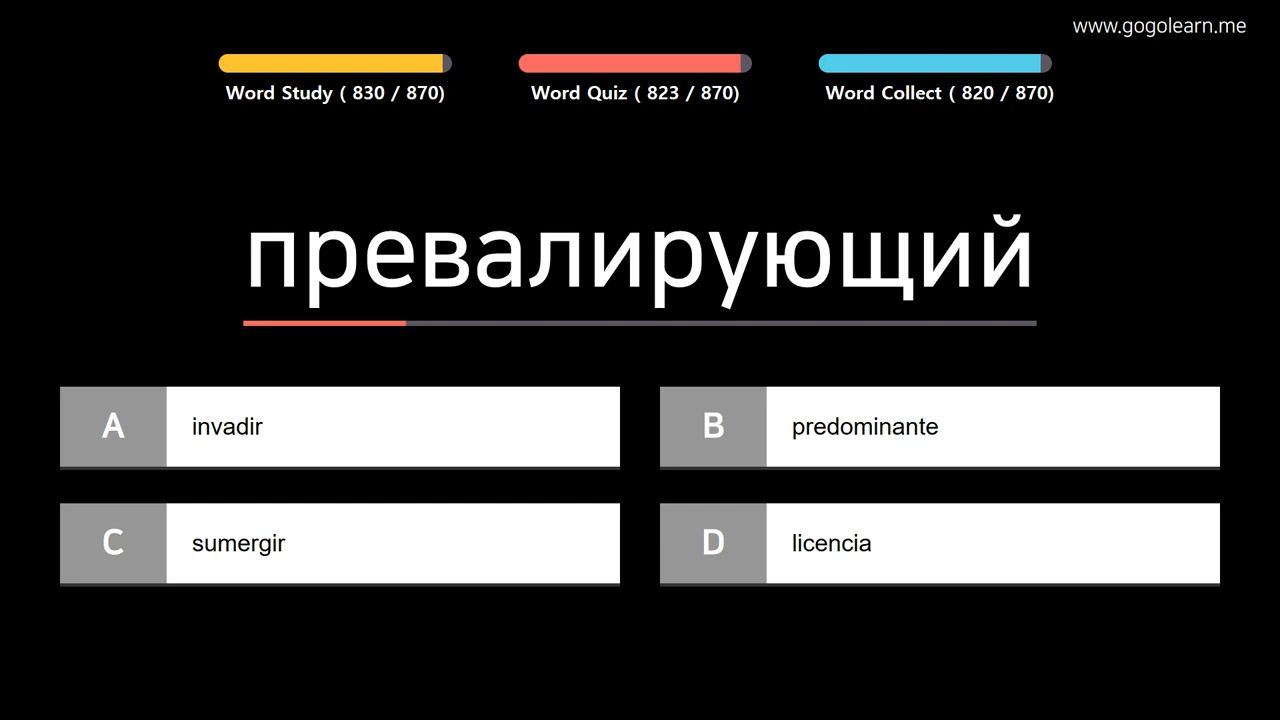 www.gogolearn.me
Word Study ( 830 / 870)
Word Quiz ( 823 / 870)
Word Collect ( 820 / 870)
превалирующий
A invadir
B predominante
C sumergir
D licencia